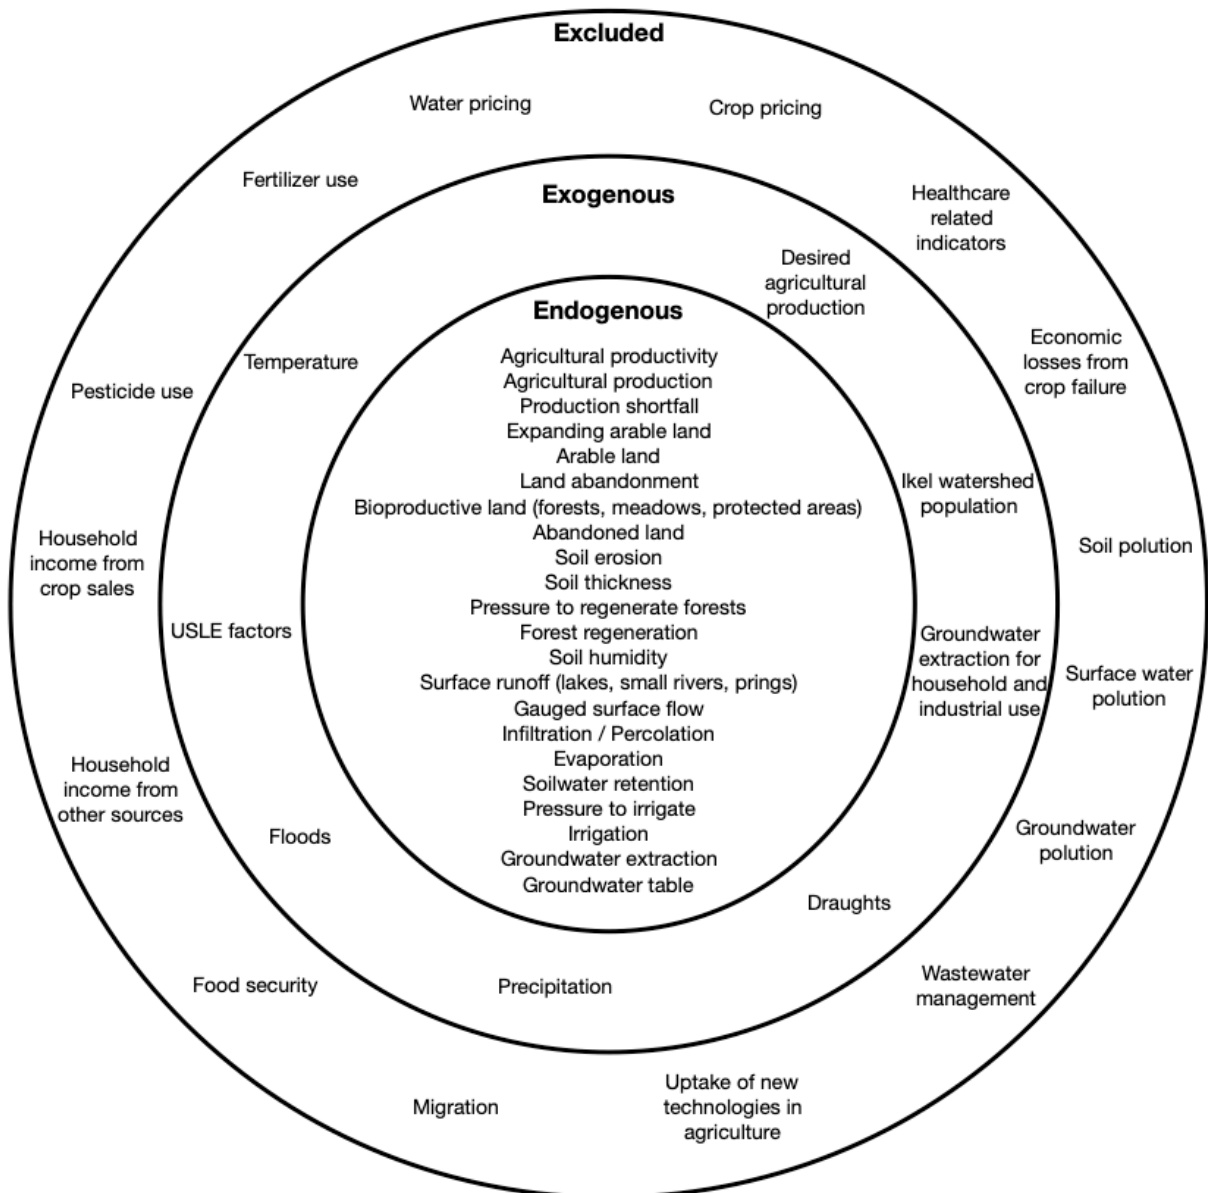 Excluded
Water pricing
Crop pricing
Fertilizer use
Healthcare
related
indicators
Exogenous
Desired
agricultural
production
Endogenous
Economic
losses from
crop failure
Temperature
Pesticide use
Agricultural productivity
Agricultural production
Production shortfall
Expanding arable land
Arable land
Land abandonment
Bioproductive land (forests, meadows, protected areas)
Abandoned land
Soil erosion
Soil thickness
Pressure to regenerate forests
Forest regeneration
Soil humidity
Surface runoff (lakes, small rivers, prings)
Gauged surface flow
Infiltration / Percolation
Evaporation
Soilwater retention
Pressure to irrigate
Irrigation
Groundwater extraction
Groundwater table
Ikel watershed
population
Household
income from
crop sales
Soil polution
USLE factors
Groundwater
extraction for
household and
industrial use
Surface water
polution
Household
income from
other sources
Floods
Groundwater
polution
Draughts
Food security
Precipitation
Wastewater
management
Migration
Uptake of new
technologies in
agriculture